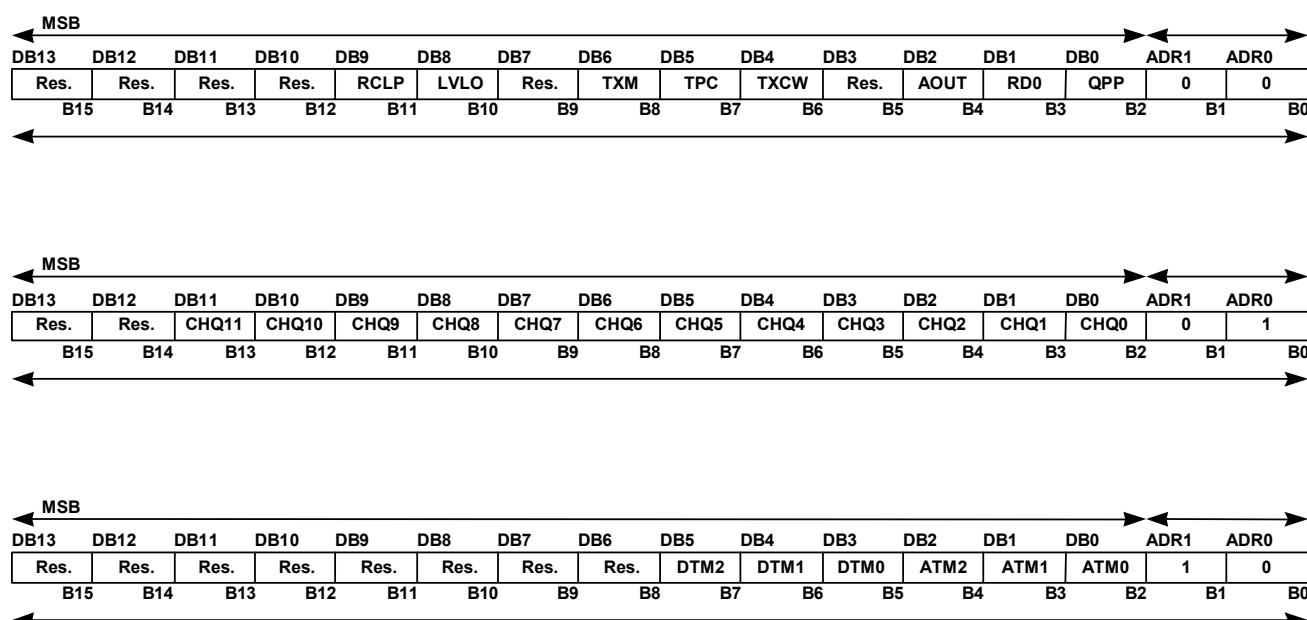 MSB
DB13 DB12 DB11 DB10 DB9 DB8 DB7 DB6 DB5 DB4 DB3 DB2 DB1 DB0 ADR1 ADR0
Res. Res. Res. Res. RCLP LVLO Res. TXM TPC TXCW Res. AOUT RD0 QPP 0 0
B15 B14 B13 B12 B11 B10 B9 B8 B7 B6 B5 B4 B3 B2 B1 B0
MSB
DB13 DB12 DB11 DB10 DB9 DB8 DB7 DB6 DB5 DB4 DB3 DB2 DB1 DB0 ADR1 ADR0
Res. Res. CHQ11 CHQ10 CHQ9 CHQ8 CHQ7 CHQ6 CHQ5 CHQ4 CHQ3 CHQ2 CHQ1 CHQ0 0 1
B15 B14 B13 B12 B11 B10 B9 B8 B7 B6 B5 B4 B3 B2 B1 B0
MSB
DB13 DB12 DB11 DB10 DB9 DB8 DB7 DB6 DB5 DB4 DB3 DB2 DB1 DB0 ADR1 ADR0
Res. Res. Res. Res. Res. Res. Res. Res. DTM2 DTM1 DTM0 ATM2 ATM1 ATM0 1 0
B15 B14 B13 B12 B11 B10 B9 B8 B7 B6 B5 B4 B3 B2 B1 B0